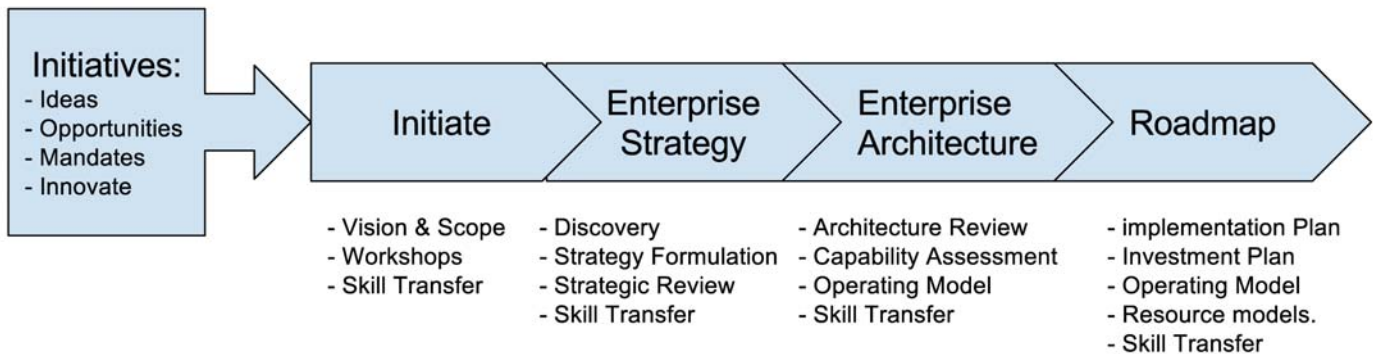 Initiatives:
- Ideas
- Opportunities
- Mandates
- Innovate
Initiate
Enterprise
Strategy
Enterprise
Architecture
Roadmap
- Vision & Scope
- Workshops
- Skill Transfer
- Discovery
- Strategy Formulation
- Strategic Review
- Skill Transfer
- Architecture Review
- Capability Assessment
- Operating Model
- Skill Transfer
- implementation Plan
- Investment Plan
- Operating Model
- Resource models.
- Skill Transfer